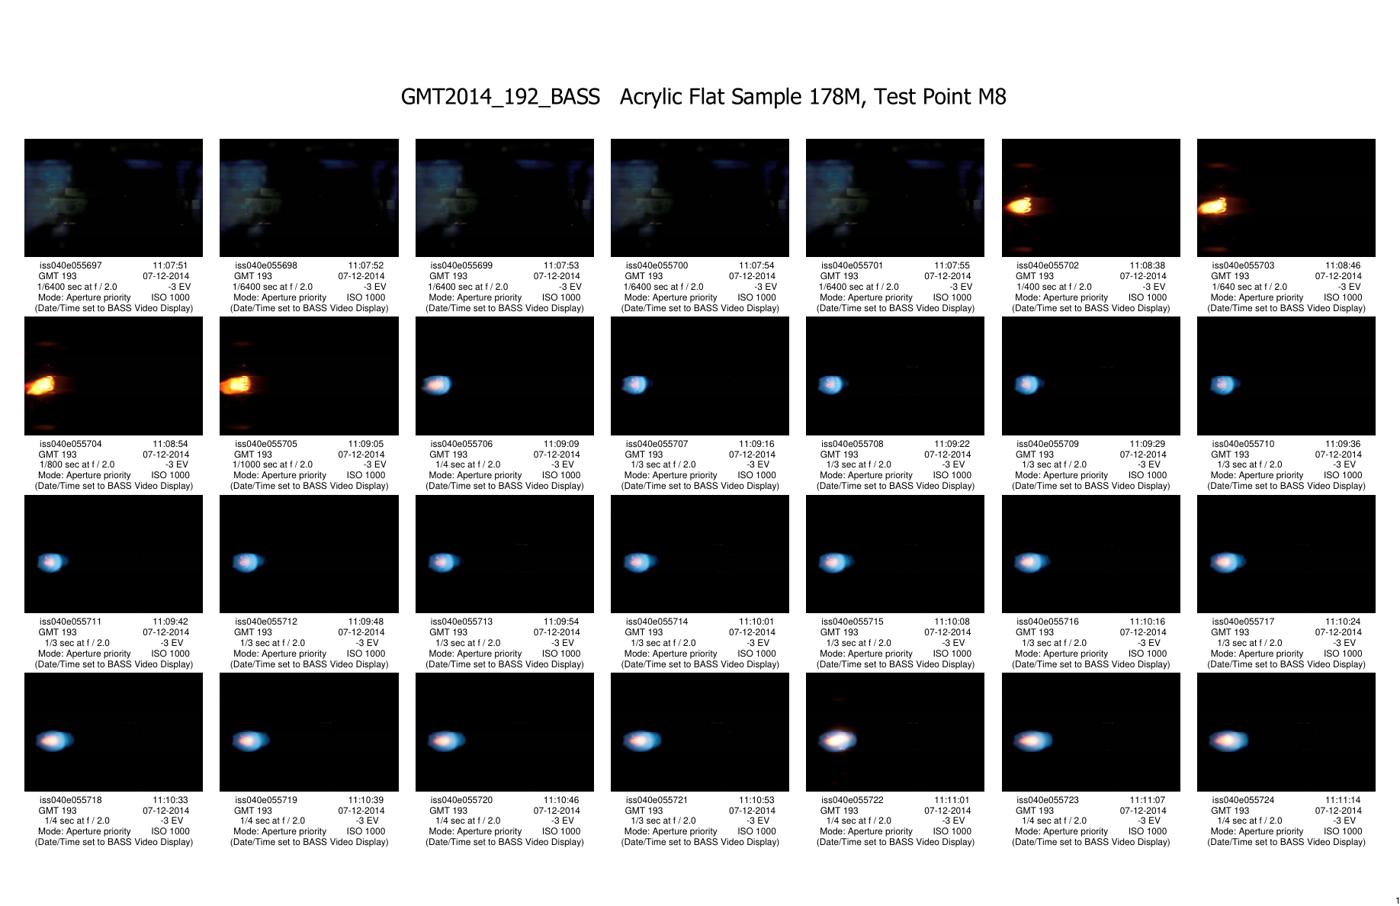 GMT2014_192_BASS Acrylic Flat Sample 178M, Test Point M8
iss040e055697 11:07:51
GMT 193 07-12-2014
1/6400 sec at f / 2.0 -3 EV
Mode: Aperture priority ISO 1000
(Date/Time set to BASS Video Display)
iss040e055698 11:07:52
GMT 193 07-12-2014
1/6400 sec at f / 2.0 -3 EV
Mode: Aperture priority ISO 1000
(Date/Time set to BASS Video Display)
iss040e055699 11:07:53
GMT 193 07-12-2014
1/6400 sec at f / 2.0 -3 EV
Mode: Aperture priority ISO 1000
(Date/Time set to BASS Video Display)
iss040e055700 11:07:54
GMT 193 07-12-2014
1/6400 sec at f / 2.0 -3 EV
Mode: Aperture priority ISO 1000
(Date/Time set to BASS Video Display)
iss040e055701 11:07:55
GMT 193 07-12-2014
1/6400 sec at f / 2.0 -3 EV
Mode: Aperture priority ISO 1000
(Date/Time set to BASS Video Display)
iss040e055702 11:08:38
GMT 193 07-12-2014
1/400 sec at f / 2.0 -3 EV
Mode: Aperture priority ISO 1000
(Date/Time set to BASS Video Display)
iss040e055703 11:08:46
GMT 193 07-12-2014
1/640 sec at f / 2.0 -3 EV
Mode: Aperture priority ISO 1000
(Date/Time set to BASS Video Display)
iss040e055704 11:08:54
GMT 193 07-12-2014
1/800 sec at f / 2.0 -3 EV
Mode: Aperture priority ISO 1000
(Date/Time set to BASS Video Display)
iss040e055705 11:09:05
GMT 193 07-12-2014
1/1000 sec at f / 2.0 -3 EV
Mode: Aperture priority ISO 1000
(Date/Time set to BASS Video Display)
iss040e055706 11:09:09
GMT 193 07-12-2014
1/4 sec at f / 2.0 -3 EV
Mode: Aperture priority ISO 1000
(Date/Time set to BASS Video Display)
iss040e055707 11:09:16
GMT 193 07-12-2014
1/3 sec at f / 2.0 -3 EV
Mode: Aperture priority ISO 1000
(Date/Time set to BASS Video Display)
iss040e055708 11:09:22
GMT 193 07-12-2014
1/3 sec at f / 2.0 -3 EV
Mode: Aperture priority ISO 1000
(Date/Time set to BASS Video Display)
iss040e055709 11:09:29
GMT 193 07-12-2014
1/3 sec at f / 2.0 -3 EV
Mode: Aperture priority ISO 1000
(Date/Time set to BASS Video Display)
iss040e055710 11:09:36
GMT 193 07-12-2014
1/3 sec at f / 2.0 -3 EV
Mode: Aperture priority ISO 1000
(Date/Time set to BASS Video Display)
iss040e055711 11:09:42
GMT 193 07-12-2014
1/3 sec at f / 2.0 -3 EV
Mode: Aperture priority ISO 1000
(Date/Time set to BASS Video Display)
iss040e055712 11:09:48
GMT 193 07-12-2014
1/3 sec at f / 2.0 -3 EV
Mode: Aperture priority ISO 1000
(Date/Time set to BASS Video Display)
iss040e055713 11:09:54
GMT 193 07-12-2014
1/3 sec at f / 2.0 -3 EV
Mode: Aperture priority ISO 1000
(Date/Time set to BASS Video Display)
iss040e055714 11:10:01
GMT 193 07-12-2014
1/3 sec at f / 2.0 -3 EV
Mode: Aperture priority ISO 1000
(Date/Time set to BASS Video Display)
iss040e055715 11:10:08
GMT 193 07-12-2014
1/3 sec at f / 2.0 -3 EV
Mode: Aperture priority ISO 1000
(Date/Time set to BASS Video Display)
iss040e055716 11:10:16
GMT 193 07-12-2014
1/3 sec at f / 2.0 -3 EV
Mode: Aperture priority ISO 1000
(Date/Time set to BASS Video Display)
iss040e055717 11:10:24
GMT 193 07-12-2014
1/3 sec at f / 2.0 -3 EV
Mode: Aperture priority ISO 1000
(Date/Time set to BASS Video Display)
iss040e055718 11:10:33
GMT 193 07-12-2014
1/4 sec at f / 2.0 -3 EV
Mode: Aperture priority ISO 1000
(Date/Time set to BASS Video Display)
iss040e055719 11:10:39
GMT 193 07-12-2014
1/4 sec at f / 2.0 -3 EV
Mode: Aperture priority ISO 1000
(Date/Time set to BASS Video Display)
iss040e055720 11:10:46
GMT 193 07-12-2014
1/4 sec at f / 2.0 -3 EV
Mode: Aperture priority ISO 1000
(Date/Time set to BASS Video Display)
iss040e055721 11:10:53
GMT 193 07-12-2014
1/3 sec at f / 2.0 -3 EV
Mode: Aperture priority ISO 1000
(Date/Time set to BASS Video Display)
iss040e055722 11:11:01
GMT 193 07-12-2014
1/4 sec at f / 2.0 -3 EV
Mode: Aperture priority ISO 1000
(Date/Time set to BASS Video Display)
iss040e055723 11:11:07
GMT 193 07-12-2014
1/4 sec at f / 2.0 -3 EV
Mode: Aperture priority ISO 1000
(Date/Time set to BASS Video Display)
iss040e055724 11:11:14
GMT 193 07-12-2014
1/4 sec at f / 2.0 -3 EV
Mode: Aperture priority ISO 1000
(Date/Time set to BASS Video Display)